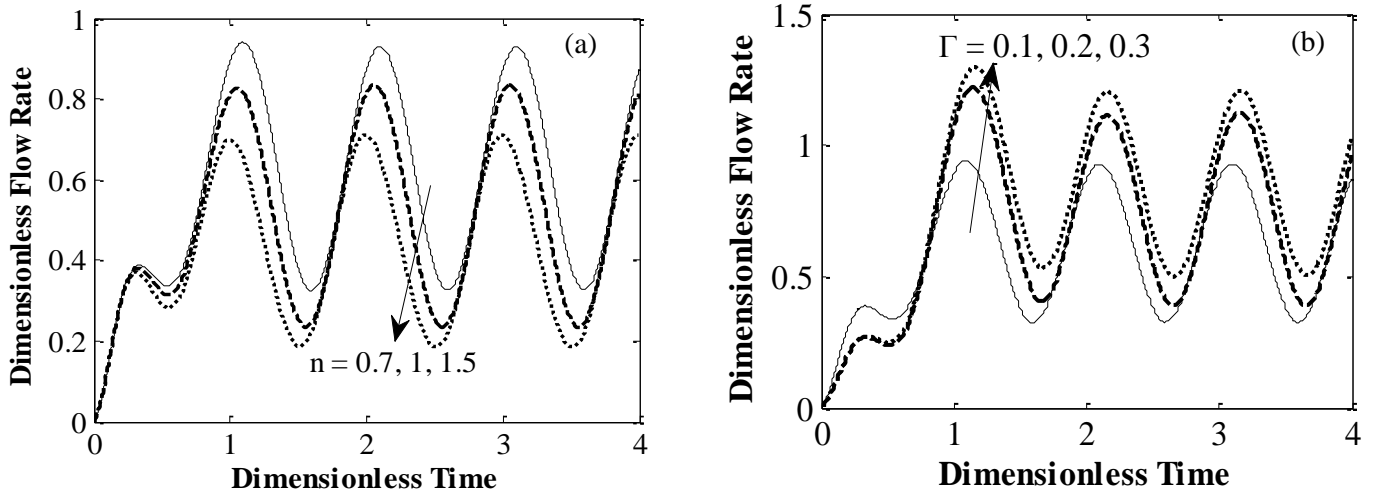 (a)
Dimensionless Flow Rate
1
0.8
0.6
0.4
0.2
0
n = 0.7, 1, 1.5
0 1 2 3 4
Dimensionless Time
(b)
Γ = 0.1, 0.2, 0.3
Dimensionless Flow Rate
1.5
1
0.5
0
0 1 2 3 4
Dimensionless Time